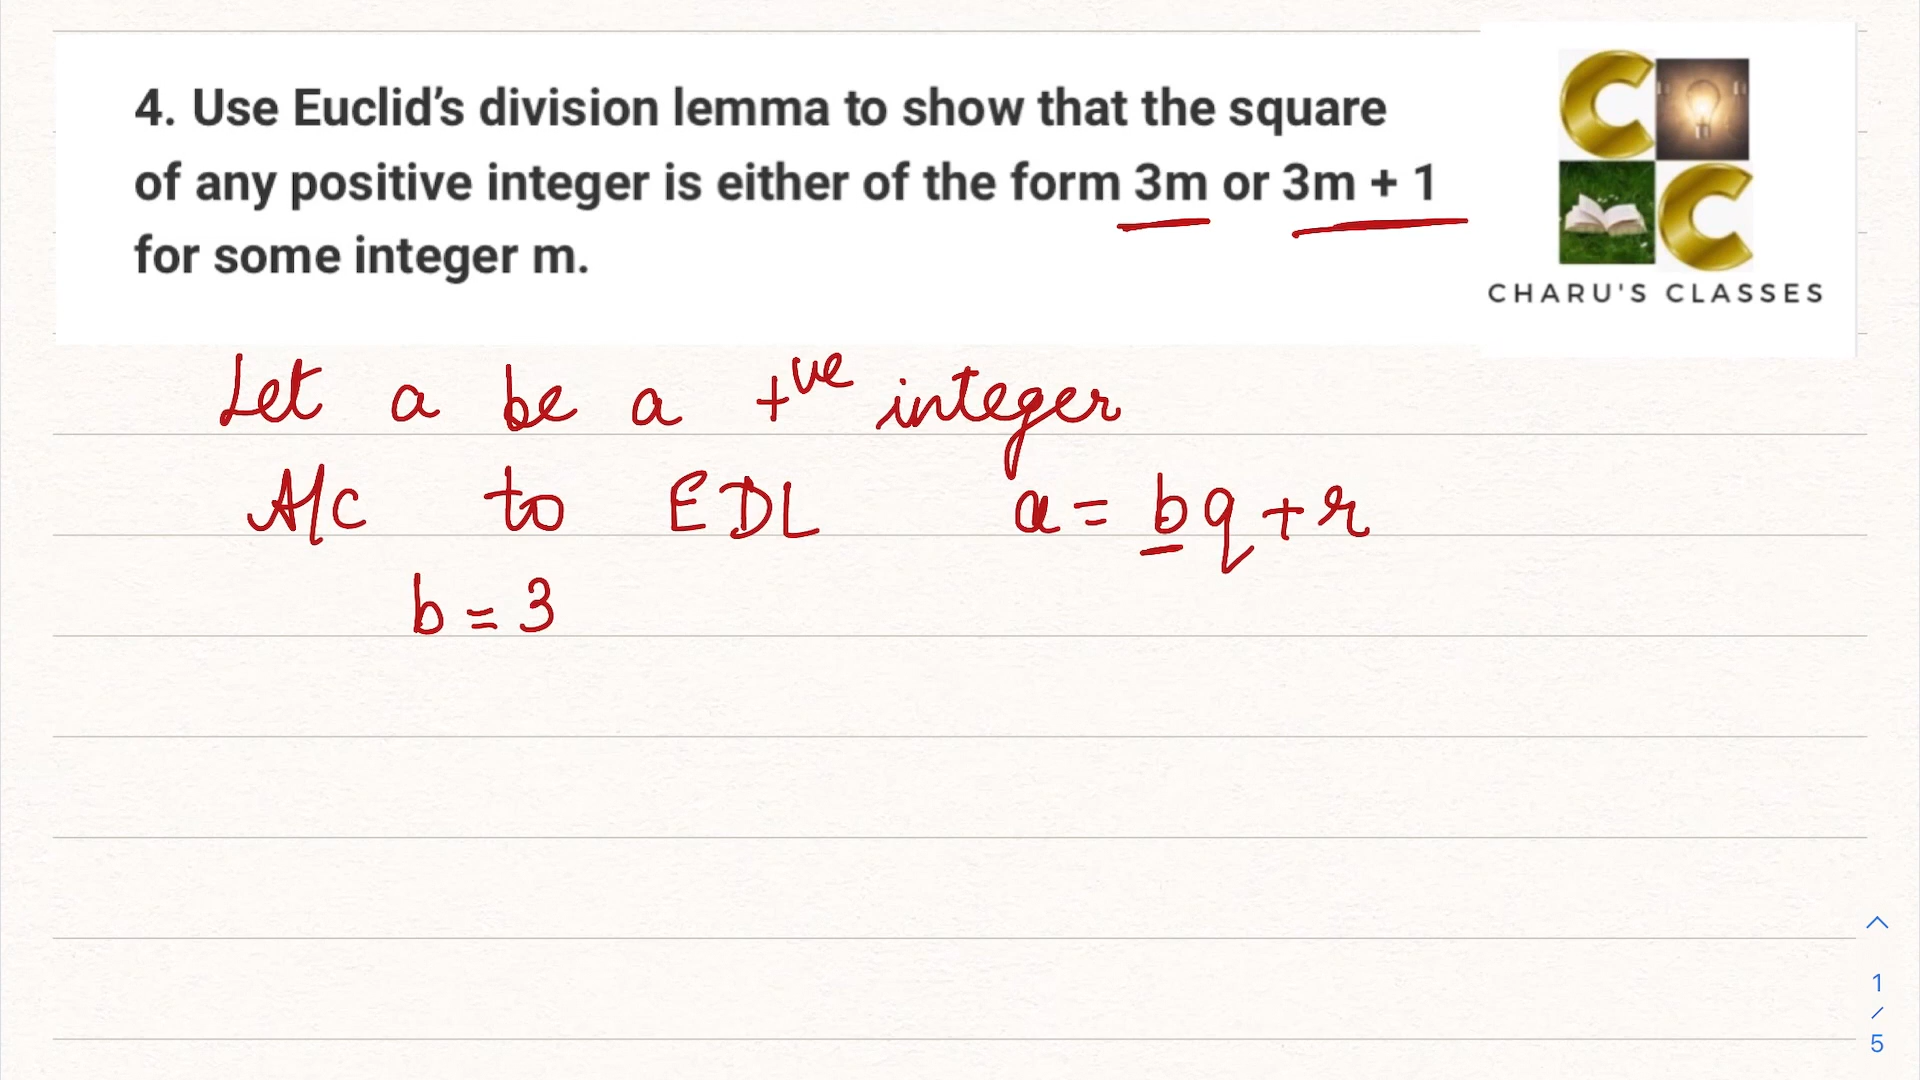 4. Use Euclid’s division lemma to show that the square
of any positive integer is either of the form 3m or 3m + 1
for some integer m.
CHARU'S CLASSES
Let a be a +ve integer
A/c to EDL a = bq + r
b = 3
1
/
5